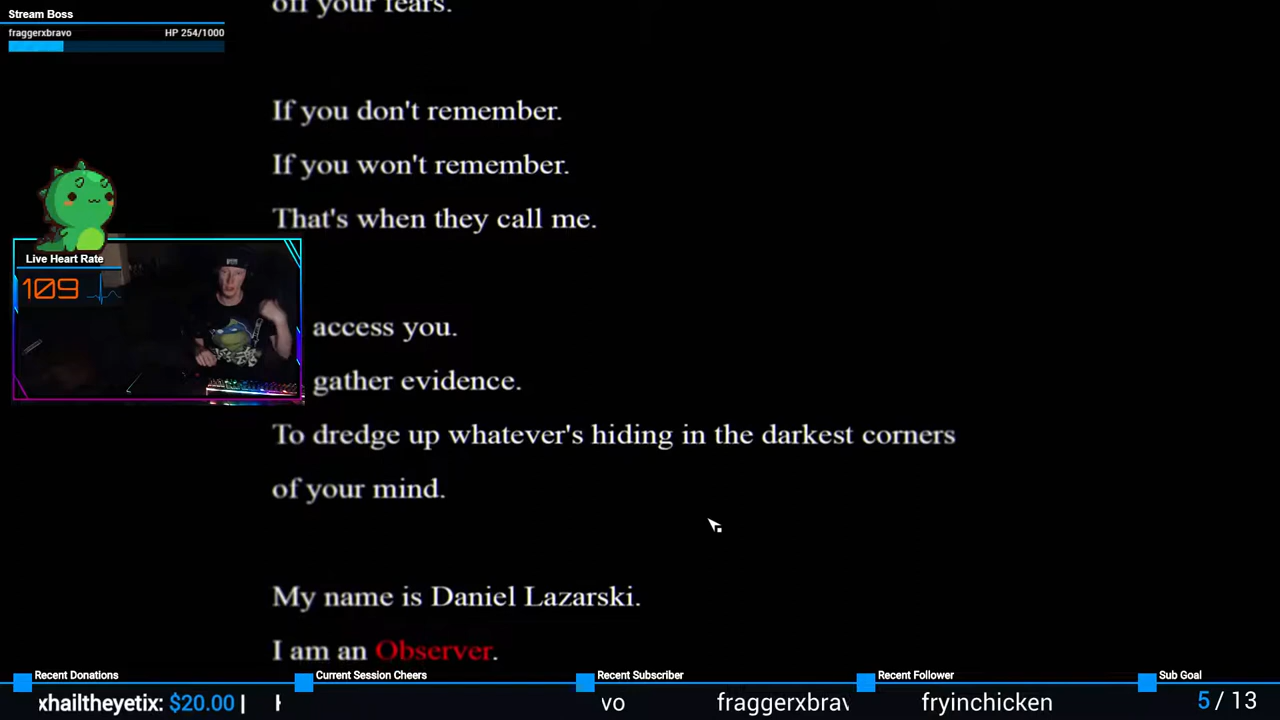 Stream Boss
fraggerxbravo HP 254/1000
off your fears.
If you don't remember.
If you won't remember.
That's when they call me.
Live Heart Rate
109
access you.
gather evidence.
To dredge up whatever's hiding in the darkest corners
of your mind.
My name is Daniel Lazarski.
I am an Observer.
Recent Donations Current Session Cheers Recent Subscriber Recent Follower Sub Goal
xhailtheyetix: $20.00 | vo fraggerxbrav fryinchicken 5 / 13